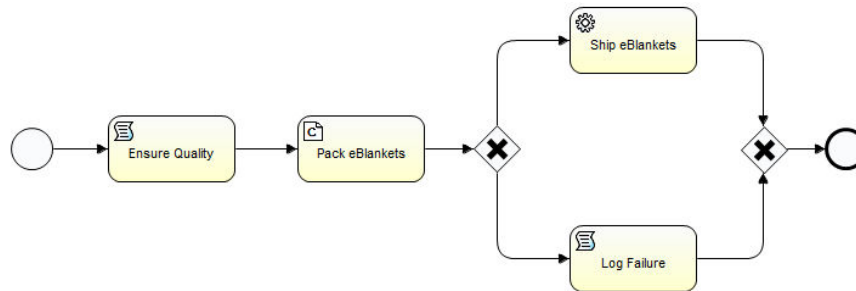 Ship eBlankets
Ensure Quality
C
Pack eBlankets
Log Failure